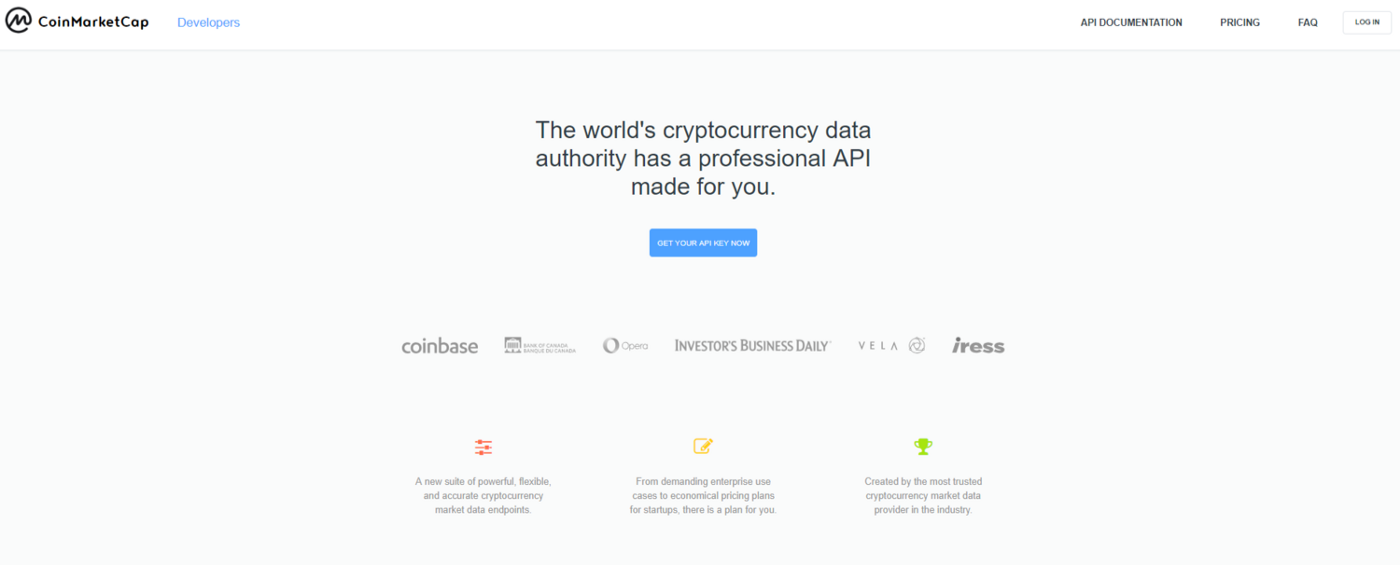 CoinMarketCap Developers API DOCUMENTATION PRICING FAQ LOG IN
The world's cryptocurrency data
authority has a professional API
made for you.
GET YOUR API KEY NOW
coinbase
BANK OF CANADA
BANQUE DU CANADA
Opera
INVESTOR'S BUSINESS DAILY
VELA
iress
A new suite of powerful, flexible,
and accurate cryptocurrency
market data endpoints.
From demanding enterprise use
cases to economical pricing plans
for startups, there is a plan for you.
Created by the most trusted
cryptocurrency market data
provider in the industry.